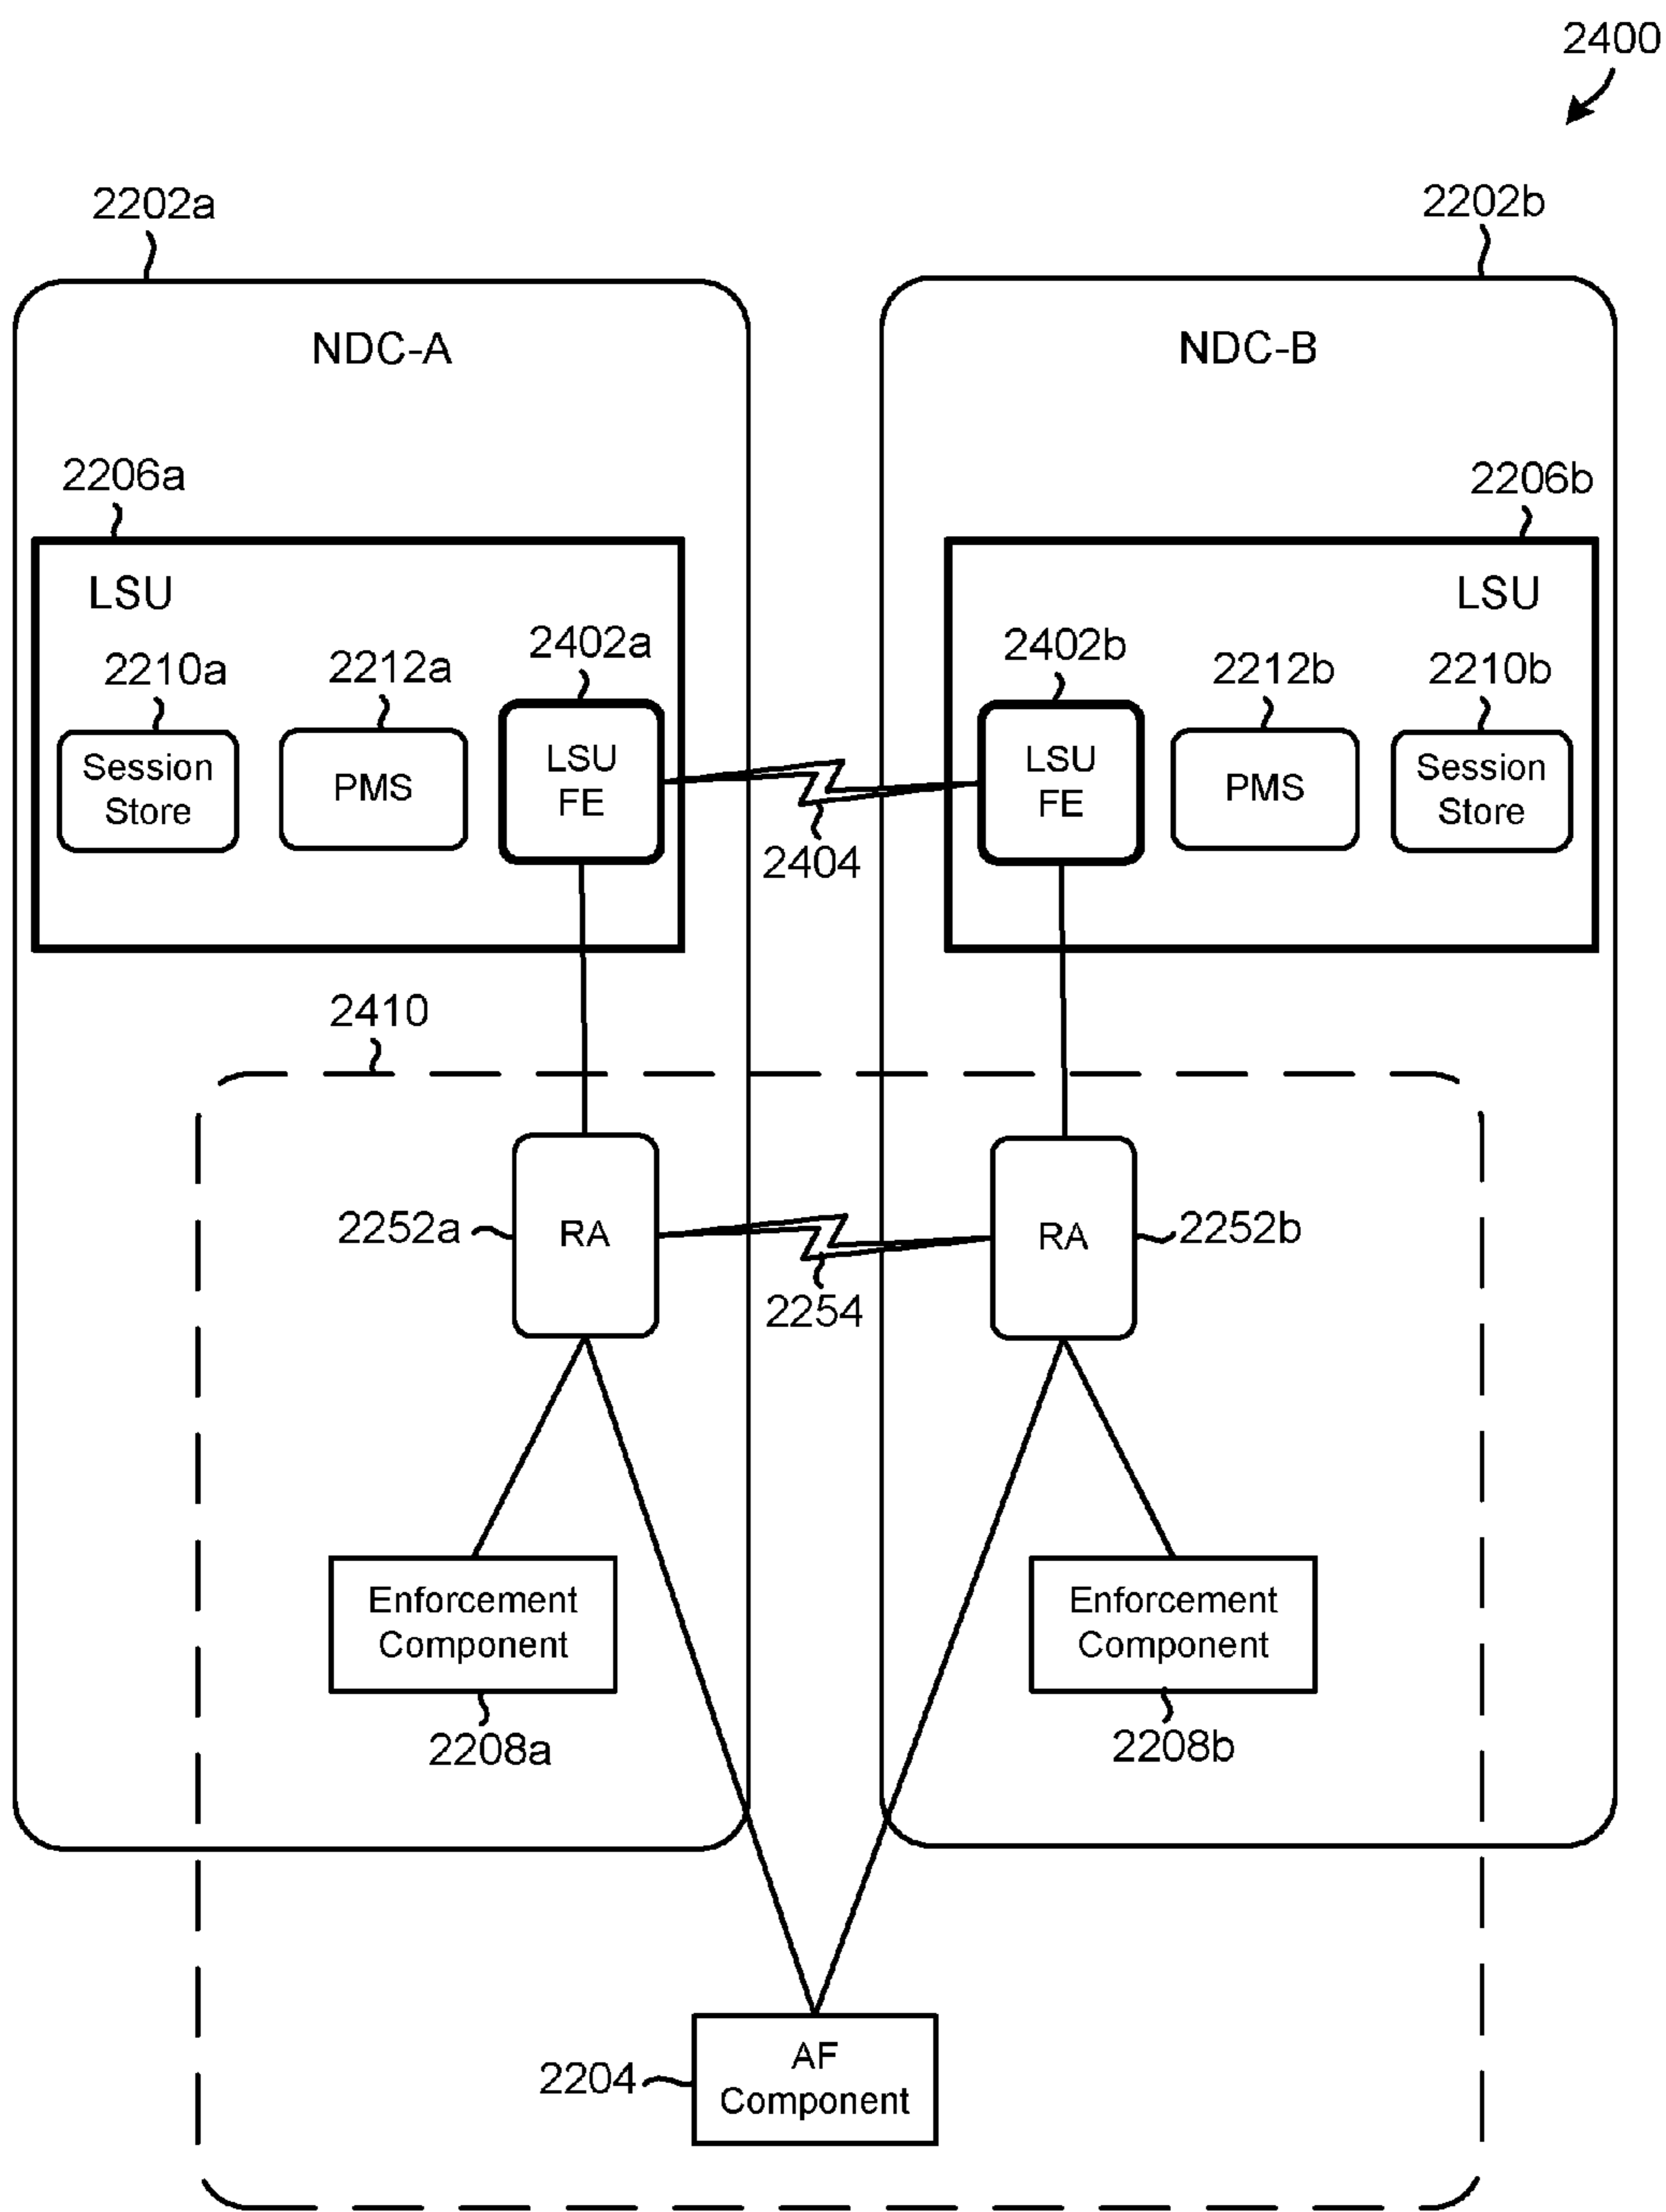 2400
2202a
2202b
NDC-A
NDC-B
2206a
2206b
LSU
LSU
2210a
2212a
2402a
2402b
2212b
2210b
Session
Store
PMS
LSU
FE
LSU
FE
PMS
Session
Store
2404
2410
2252a
RA
RA
2252b
2254
Enforcement
Component
Enforcement
Component
2208a
2208b
2204
AF
Component